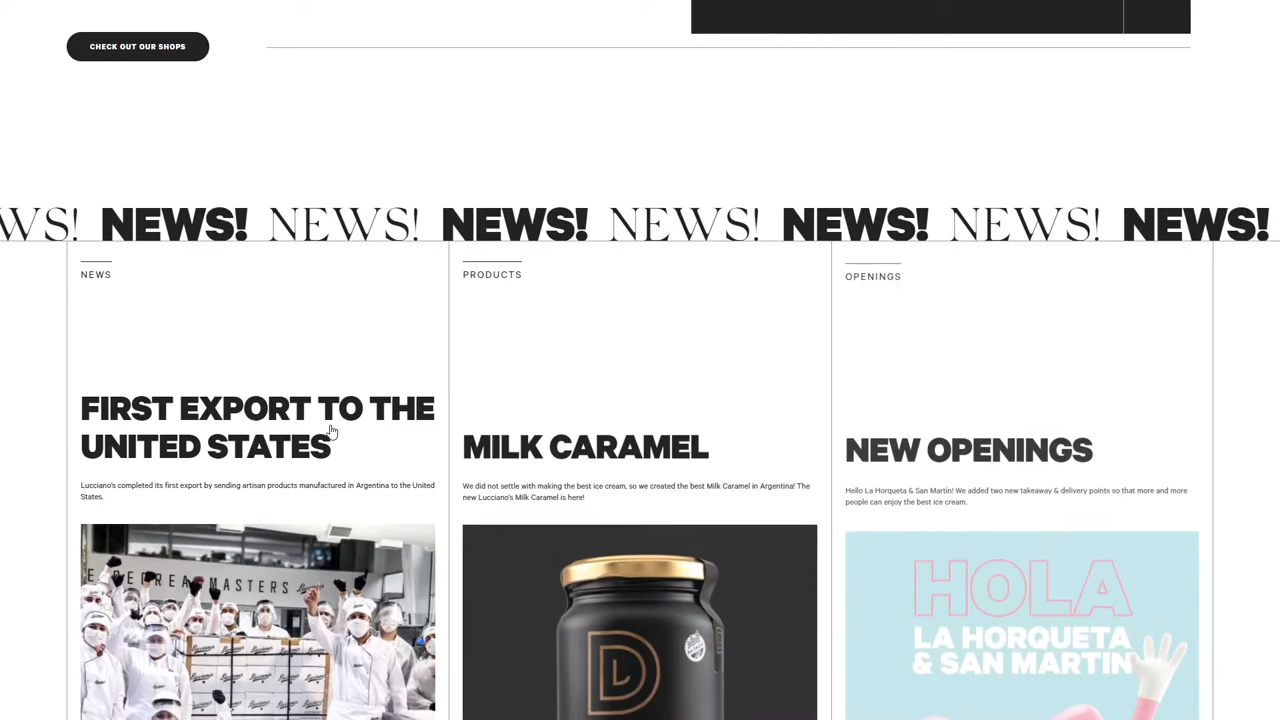 CHECK OUT OUR SHOPS
WS! NEWS! NEWS! NEWS! NEWS! NEWS! NEWS! NEWS!
NEWS
FIRST EXPORT TO THE
UNITED STATES
Lucciano's completed its first export by sending artisan products manufactured in Argentina to the United
States.
MASTERS
PRODUCTS
MILK CARAMEL
We did not settle with making the best ice cream, so we created the best Milk Caramel in Argentina! The
new Lucciano's Milk Caramel is here!
D L
OPENINGS
NEW OPENINGS
Hello La Horqueta & San Martín! We added two new takeaway & delivery points so that more and more
people can enjoy the best ice cream.
HOLA
LA HORQUETA
& SAN MARTIN